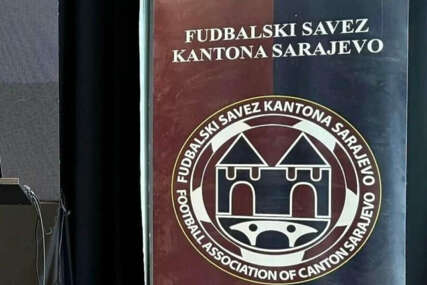 FUDBALSKI SAVEZ
KANTONA SARAJEVO
FUDBALSKI SAVEZ KANTONA SARAJEVO
FOOTBALL ASSOCIATION OF CANTON SARAJEVO